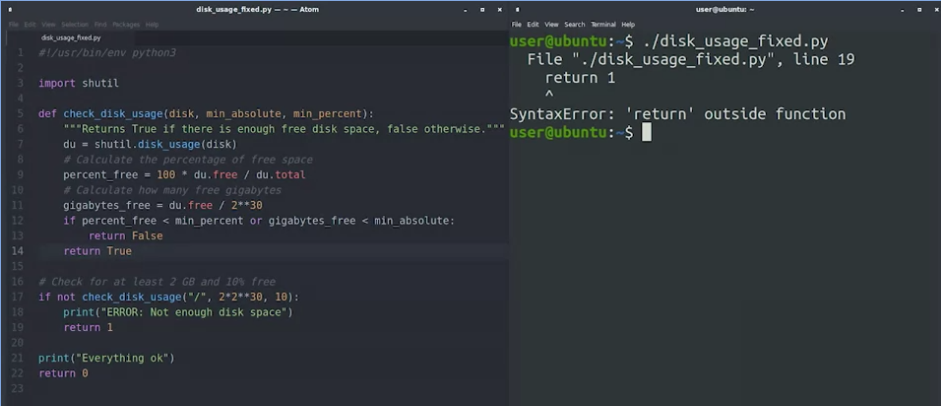 disk_usage_fixed.py — ~ — Atom
File Edit View Selection Find Packages Help
disk_usage_fixed.py
1 #!/usr/bin/env python3
2
3 import shutil
4
5 def check_disk_usage(disk, min_absolute, min_percent):
6 """Returns True if there is enough free disk space, false otherwise."""
7 du = shutil.disk_usage(disk)
8 # Calculate the percentage of free space
9 percent_free = 100 * du.free / du.total
10 # Calculate how many free gigabytes
11 gigabytes_free = du.free / 2**30
12 if percent_free < min_percent or gigabytes_free < min_absolute:
13 return False
14 return True
15
16 # Check for at least 2 GB and 10% free
17 if not check_disk_usage("/", 2*2**30, 10):
18 print("ERROR: Not enough disk space")
19 return 1
20
21 print("Everything ok")
22 return 0
23
user@ubuntu: ~
File Edit View Search Terminal Help
user@ubuntu:~$ ./disk_usage_fixed.py
File "./disk_usage_fixed.py", line 19
return 1
^
SyntaxError: 'return' outside function
user@ubuntu:~$